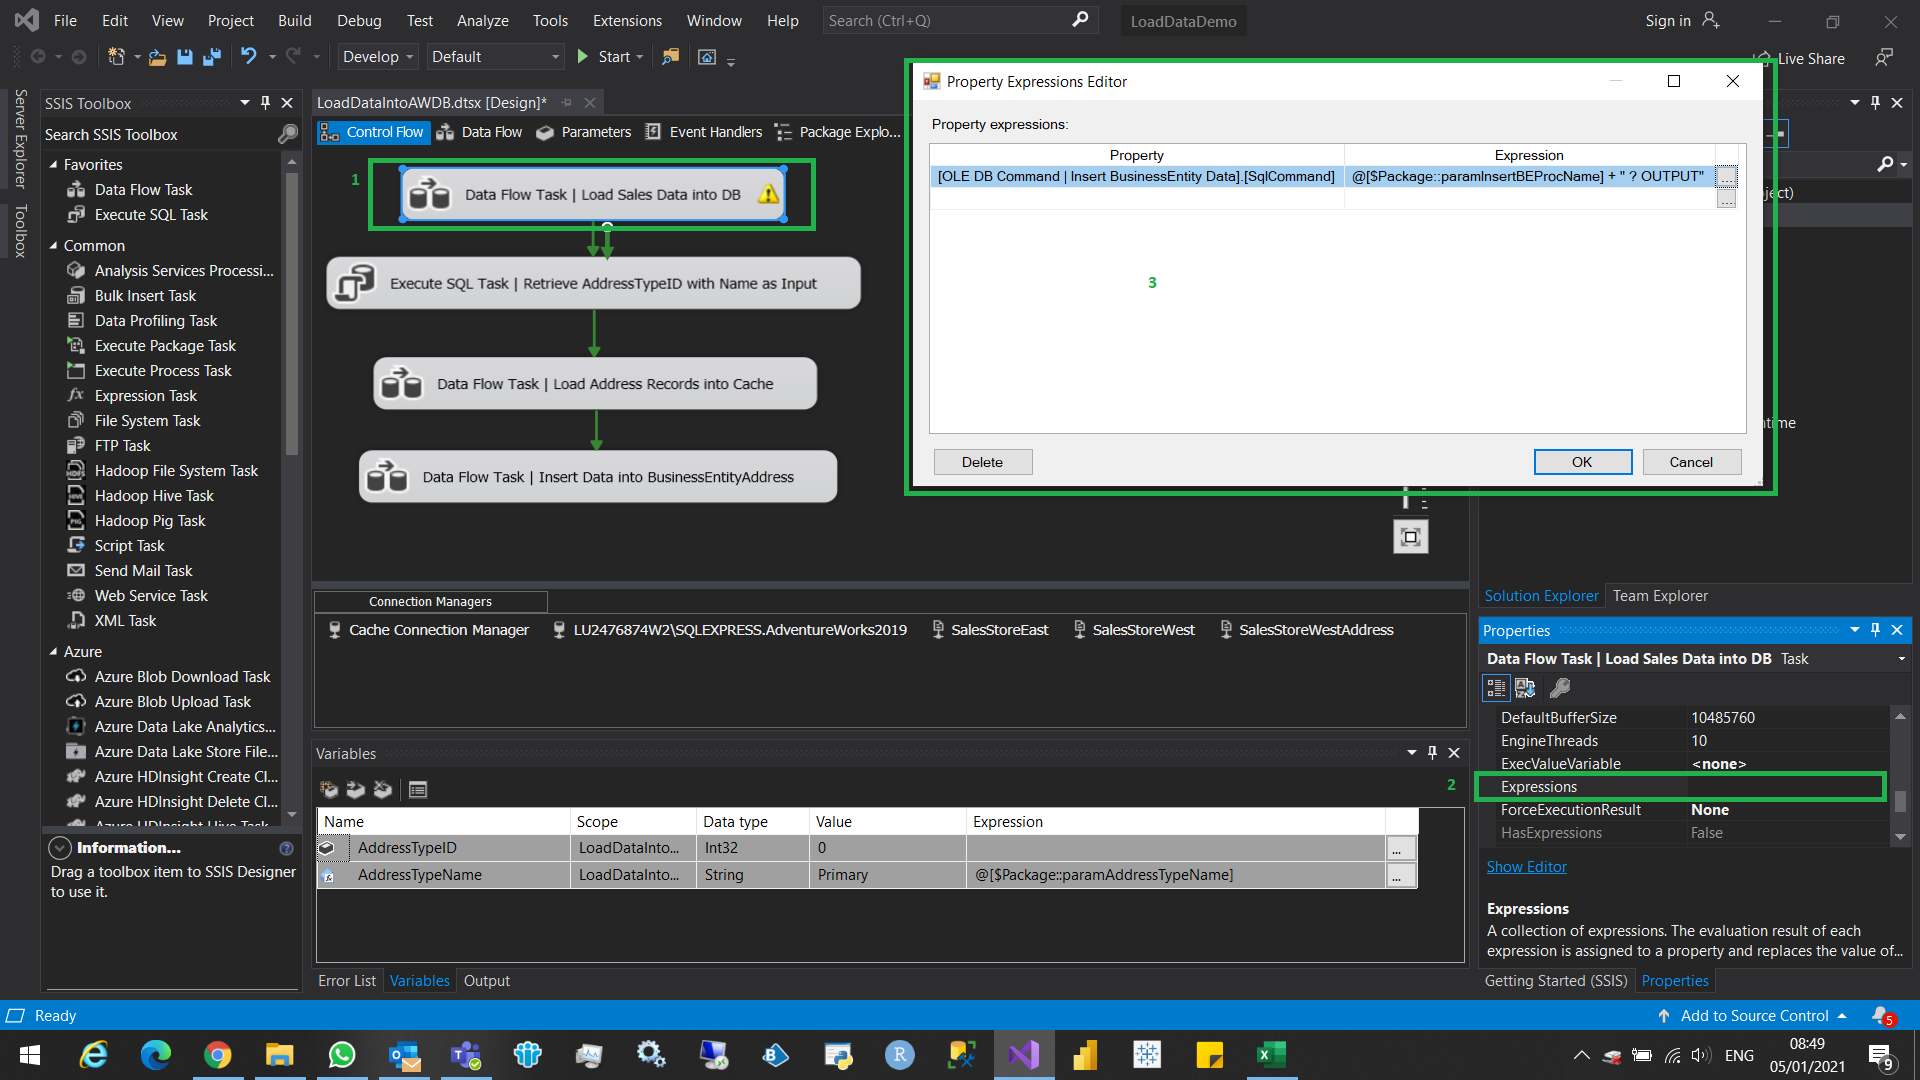 File Edit View Project Build Debug Test Analyze Tools Extensions Window Help Search (Ctrl+Q) LoadDataDemo Sign in
Develop Default Start Live Share
Server Explorer
Toolbox
SSIS Toolbox
Search SSIS Toolbox
Favorites
Data Flow Task
Execute SQL Task
Common
Analysis Services Processi...
Bulk Insert Task
Data Profiling Task
Execute Package Task
Execute Process Task
Expression Task
File System Task
FTP Task
Hadoop File System Task
Hadoop Hive Task
Hadoop Pig Task
Script Task
Send Mail Task
Web Service Task
XML Task
Azure
Azure Blob Download Task
Azure Blob Upload Task
Azure Data Lake Analytics...
Azure Data Lake Store File...
Azure HDInsight Create Cl...
Azure HDInsight Delete Cl...
Azure HDInsight Hive Task
Information...
Drag a toolbox item to SSIS Designer
to use it.
LoadDataIntoAWDB.dtsx [Design]*
Control Flow Data Flow Parameters Event Handlers Package Explo...
1
Data Flow Task | Load Sales Data into DB
Execute SQL Task | Retrieve AddressTypeID with Name as Input
Data Flow Task | Load Address Records into Cache
Data Flow Task | Insert Data into BusinessEntityAddress
Property Expressions Editor
Property expressions:
Property Expression
[OLE DB Command | Insert BusinessEntity Data].[SqlCommand] @[$Package::paramInsertBEProcName] + " ? OUTPUT" ...
...
3
Delete OK Cancel
ject)
ntime
Connection Managers
Cache Connection Manager LU2476874W2\SQLEXPRESS.AdventureWorks2019 SalesStoreEast SalesStoreWest SalesStoreWestAddress
Variables
2
Name Scope Data type Value Expression
AddressTypeID LoadDataInto... Int32 0 ...
AddressTypeName LoadDataInto... String Primary @[$Package::paramAddressTypeName] ...
Error List Variables Output
Solution Explorer Team Explorer
Properties
Data Flow Task | Load Sales Data into DB Task
DefaultBufferSize 10485760
EngineThreads 10
ExecValueVariable <none>
Expressions
ForceExecutionResult None
HasExpressions False
Show Editor
Expressions
A collection of expressions. The evaluation result of each
expression is assigned to a property and replaces the value of...
Getting Started (SSIS) Properties
Ready Add to Source Control 5
ENG 08:49
05/01/2021 9